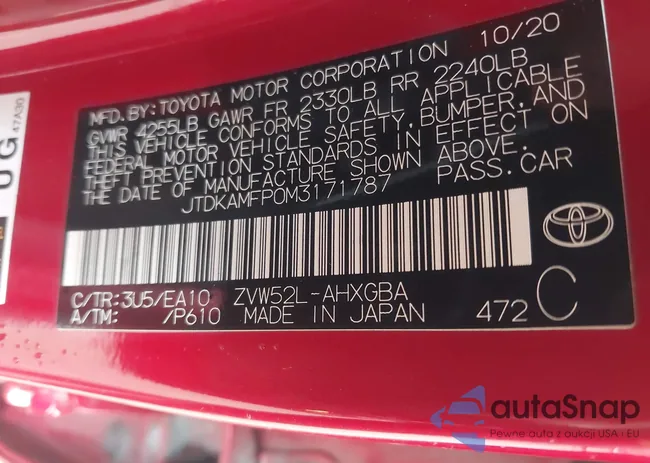 MFD. BY: TOYOTA MOTOR CORPORATION 10/20
GVWR 4255LB GAWR FR 2330LB RR 2240LB
THIS VEHICLE CONFORMS TO ALL APPLICABLE
FEDERAL MOTOR VEHICLE SAFETY, BUMPER, AND
THEFT PREVENTION STANDARDS IN EFFECT ON
THE DATE OF MANUFACTURE SHOWN ABOVE.
JTDKAMFP0M3171787 PASS. CAR
C/TR: 3U5/EA10 ZVW52L-AHXGBA
A/TM: /P610 MADE IN JAPAN 472 C
UG
47A30
autaSnap
Pewne auta z aukcji USA i EU